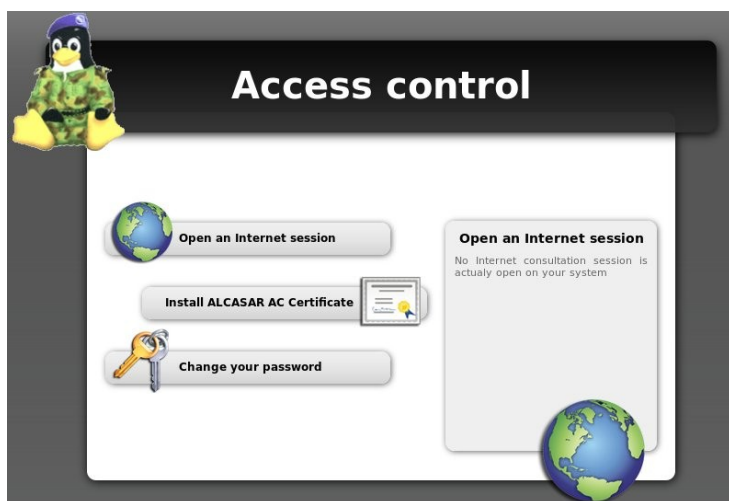 Access control
Open an Internet session
Install ALCASAR AC Certificate
Change your password
Open an Internet session
No Internet consultation session is
actualy open on your system